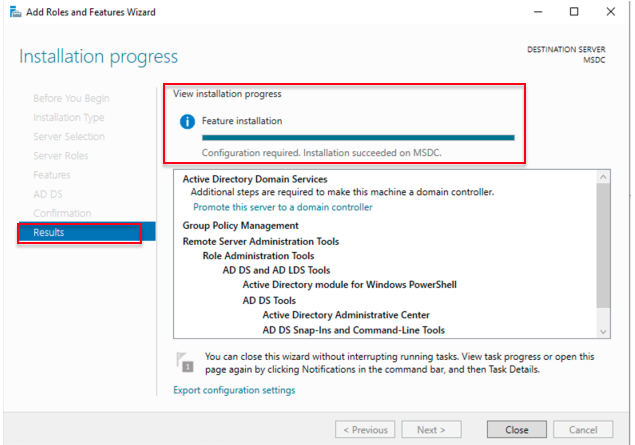 Add Roles and Features Wizard
Installation progress
DESTINATION SERVER
MSDC
Before You Begin
Installation Type
Server Selection
Server Roles
Features
AD DS
Confirmation
Results
View installation progress
Feature installation
Configuration required. Installation succeeded on MSDC.
Active Directory Domain Services
Additional steps are required to make this machine a domain controller.
Promote this server to a domain controller
Group Policy Management
Remote Server Administration Tools
Role Administration Tools
AD DS and AD LDS Tools
Active Directory module for Windows PowerShell
AD DS Tools
Active Directory Administrative Center
AD DS Snap-Ins and Command-Line Tools
1
You can close this wizard without interrupting running tasks. View task progress or open this
page again by clicking Notifications in the command bar, and then Task Details.
Export configuration settings
< Previous
Next >
Close
Cancel